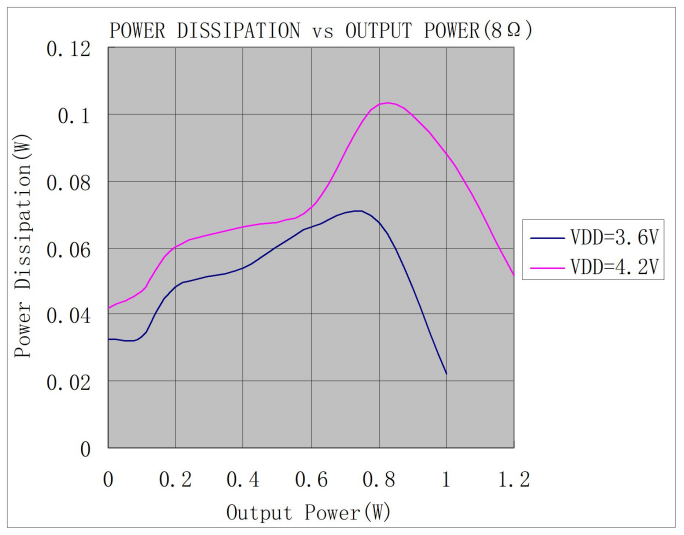 POWER DISSIPATION vs OUTPUT POWER(8Ω)
0.12
0.1
0.08
0.06
0.04
0.02
0
Power Dissipation(W)
0 0.2 0.4 0.6 0.8 1 1.2
Output Power(W)
VDD=3.6V
VDD=4.2V